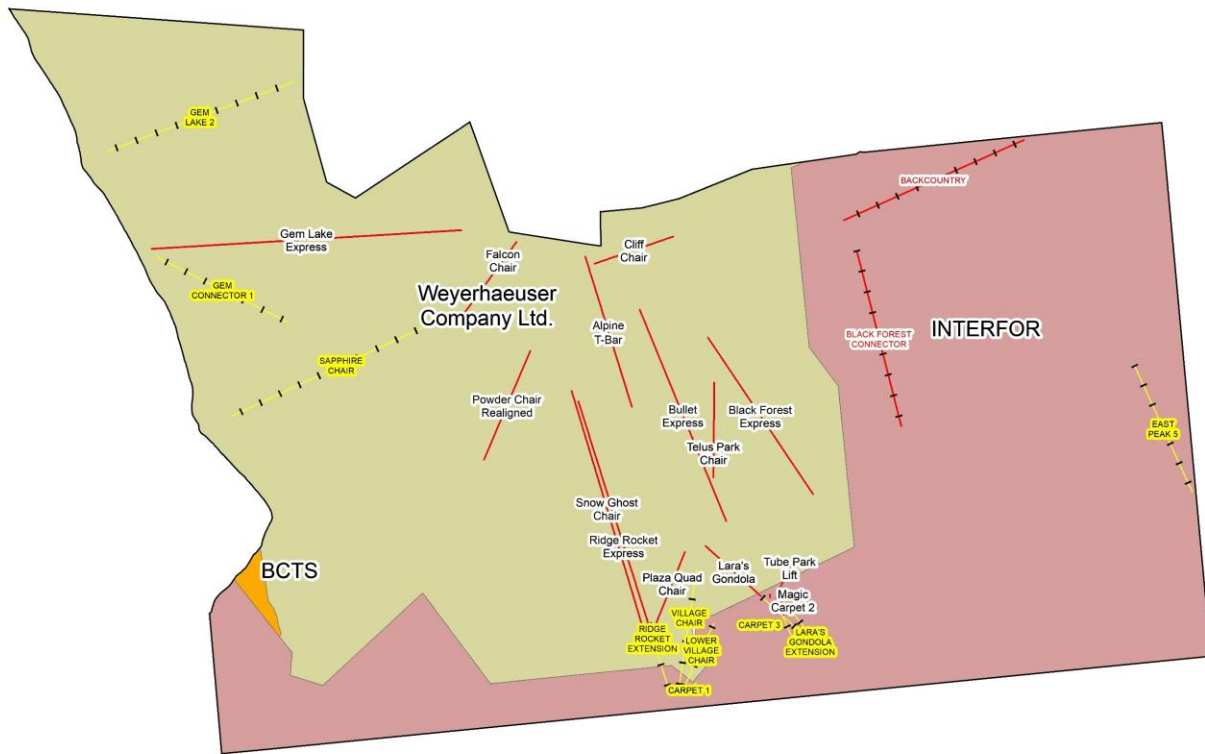 GEM
LAKE 2
BACKCOUNTRY
Gem Lake
Express
Falcon
Chair
Cliff
Chair
GEM
CONNECTOR 1
Weyerhaeuser
Company Ltd.
Alpine
T-Bar
INTERFOR
BLACK FOREST
CONNECTOR
SAPPHIRE
CHAIR
Powder Chair
Realigned
Bullet
Express
Black Forest
Express
EAST
PEAK 5
Telus Park
Chair
Snow Ghost
Chair
Ridge Rocket
Express
BCTS
Plaza Quad
Chair
Lara's
Gondola
Tube Park
Lift
Magic
Carpet 2
VILLAGE
CHAIR
RIDGE
ROCKET
EXTENSION
LOWER
VILLAGE
CHAIR
CARPET 3
LARA'S
GONDOLA
EXTENSION
CARPET 1